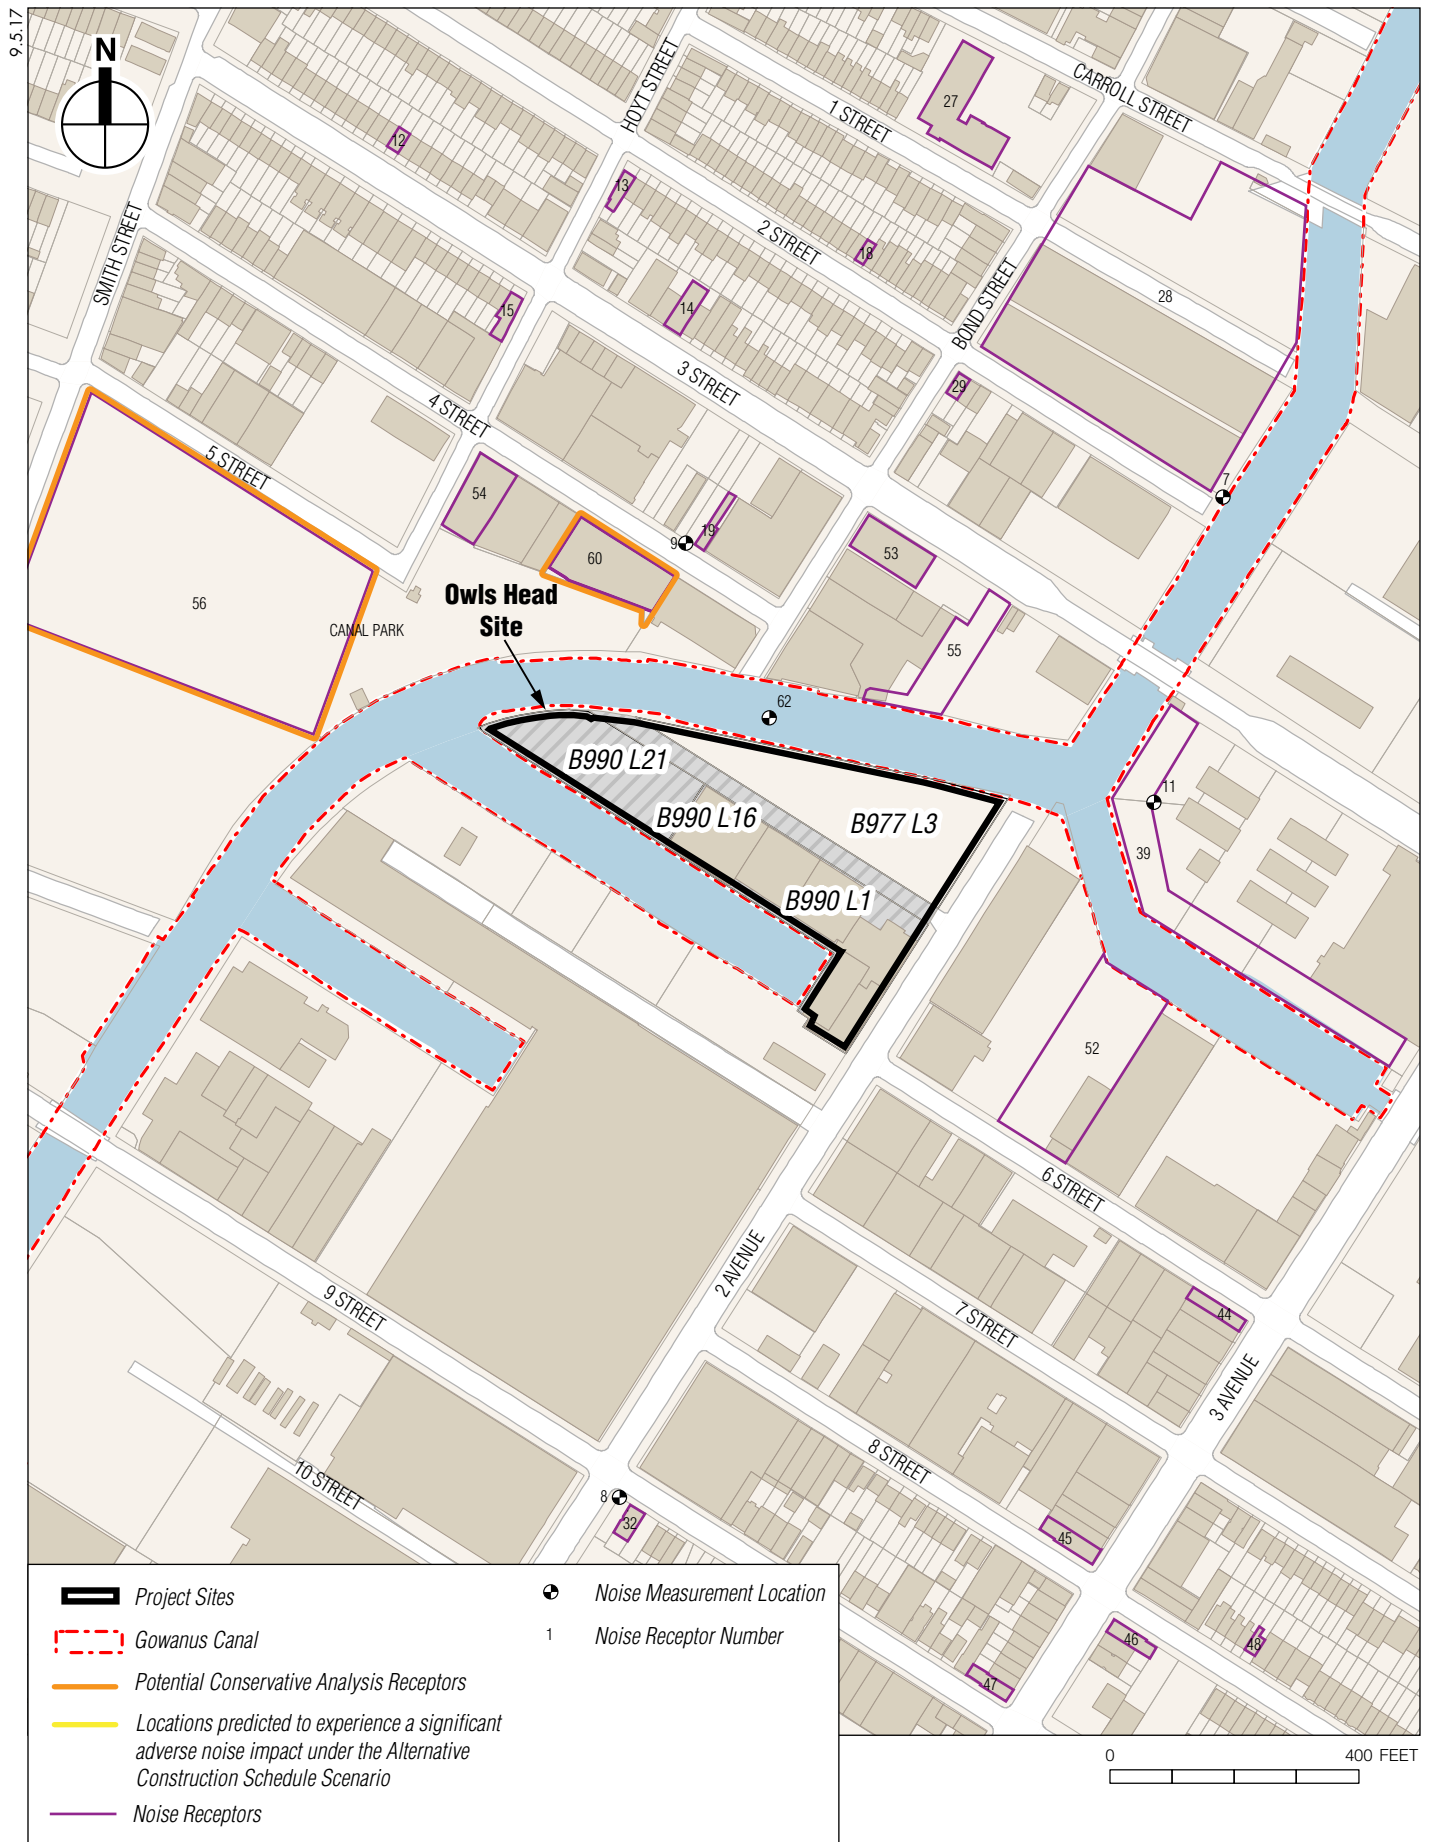 9.5.17
N
CARROLL STREET
HOYT STREET
27
1 STREET
12
13
2 STREET
18
SMITH STREET
BOND STREET
28
15
14
3 STREET
29
4 STREET
5 STREET
54
7
19
9
53
60
56
Owls Head
Site
CANAL PARK
55
62
B990 L21
11
B990 L16
B977 L3
39
B990 L1
52
6 STREET
2 AVENUE
9 STREET
7 STREET
44
3 AVENUE
8 STREET
10 STREET
8
32
45
46
48
47
Project Sites
Gowanus Canal
Potential Conservative Analysis Receptors
Locations predicted to experience a significant
adverse noise impact under the Alternative
Construction Schedule Scenario
Noise Receptors
Noise Measurement Location
1 Noise Receptor Number
0 400 FEET